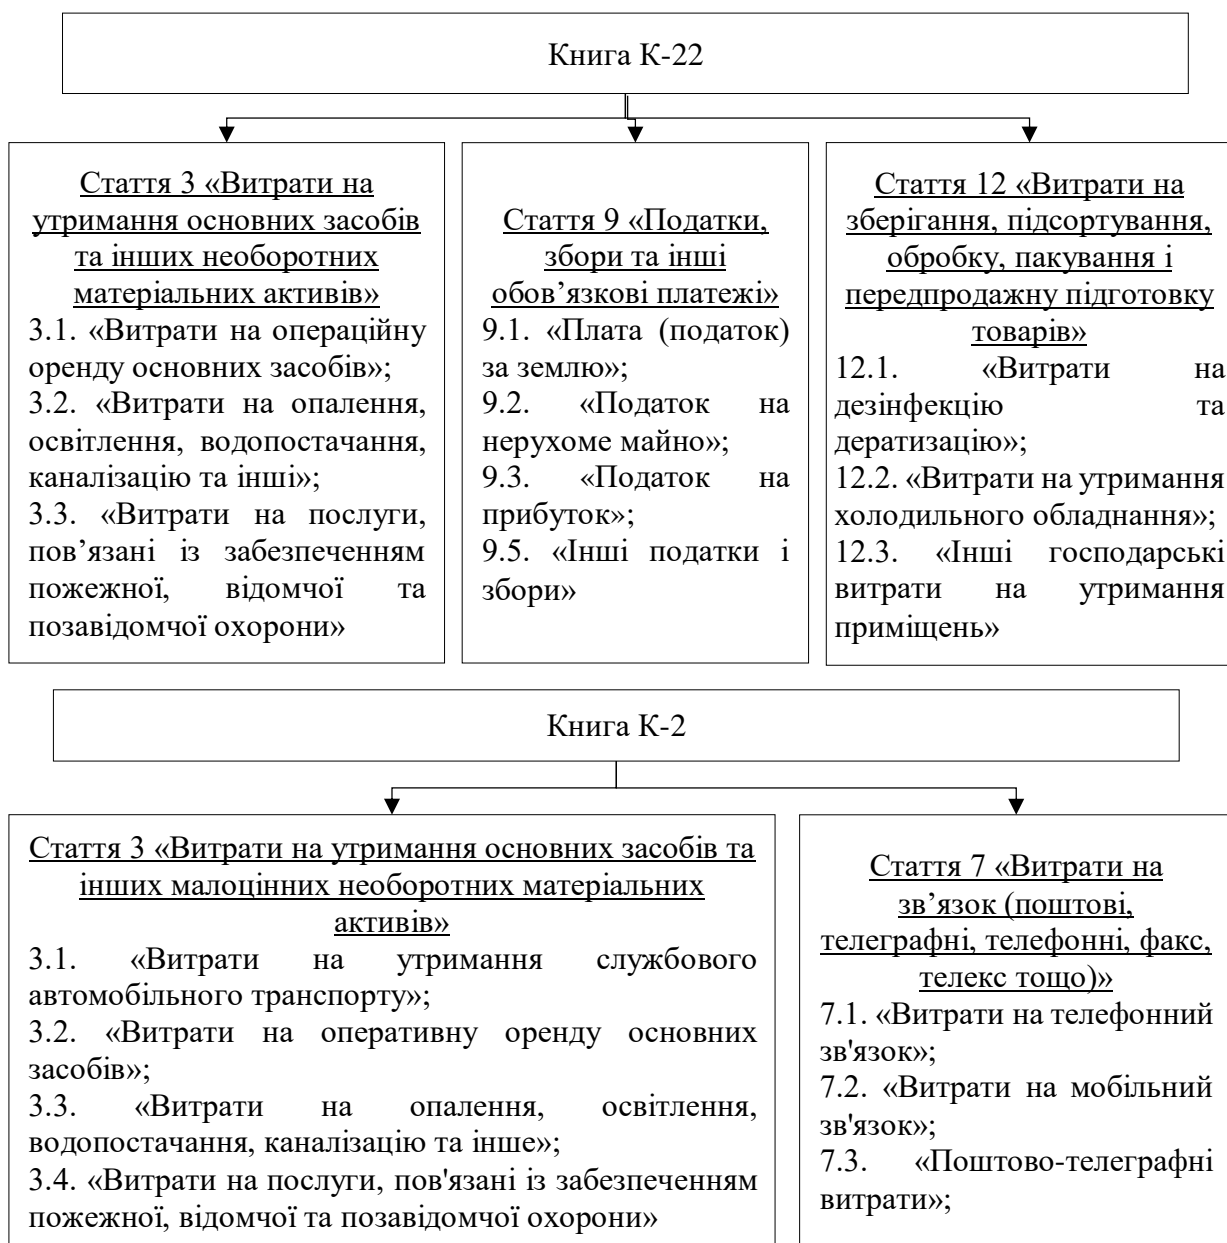 Книга К-22
Стаття 3 «Витрати на
утримання основних засобів
та інших необоротних
матеріальних активів»
3.1. «Витрати на операційну
оренду основних засобів»;
3.2. «Витрати на опалення,
освітлення, водопостачання,
каналізацію та інші»;
3.3. «Витрати на послуги,
пов’язані із забезпеченням
пожежної, відомчої та
позавідомчої охорони»
Стаття 9 «Податки,
збори та інші
обов’язкові платежі»
9.1. «Плата (податок)
за землю»;
9.2. «Податок на
нерухоме майно»;
9.3. «Податок на
прибуток»;
9.5. «Інші податки і
збори»
Стаття 12 «Витрати на
зберігання, підсортування,
обробку, пакування і
передпродажну підготовку
товарів»
12.1. «Витрати на
дезінфекцію та
дератизацію»;
12.2. «Витрати на утримання
холодильного обладнання»;
12.3. «Інші господарські
витрати на утримання
приміщень»
Книга К-2
Стаття 3 «Витрати на утримання основних засобів та
інших малоцінних необоротних матеріальних
активів»
3.1. «Витрати на утримання службового
автомобільного транспорту»;
3.2. «Витрати на оперативну оренду основних
засобів»;
3.3. «Витрати на опалення, освітлення,
водопостачання, каналізацію та інше»;
3.4. «Витрати на послуги, пов'язані із забезпеченням
пожежної, відомчої та позавідомчої охорони»
Стаття 7 «Витрати на
зв’язок (поштові,
телеграфні, телефонні, факс,
телекс тощо)»
7.1. «Витрати на телефонний
зв'язок»;
7.2. «Витрати на мобільний
зв'язок»;
7.3. «Поштово-телеграфні
витрати»;